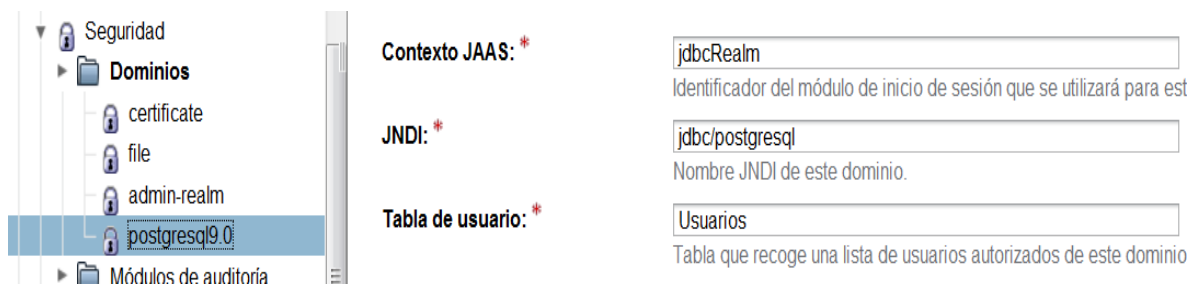 Seguridad
Dominios
certificate
file
admin-realm
postgresql9.0
Módulos de auditoría
Contexto JAAS: *
jdbcRealm
Identificador del módulo de inicio de sesión que se utilizará para est
JNDI: *
jdbc/postgresql
Nombre JNDI de este dominio.
Tabla de usuario: *
Usuarios
Tabla que recoge una lista de usuarios autorizados de este dominio